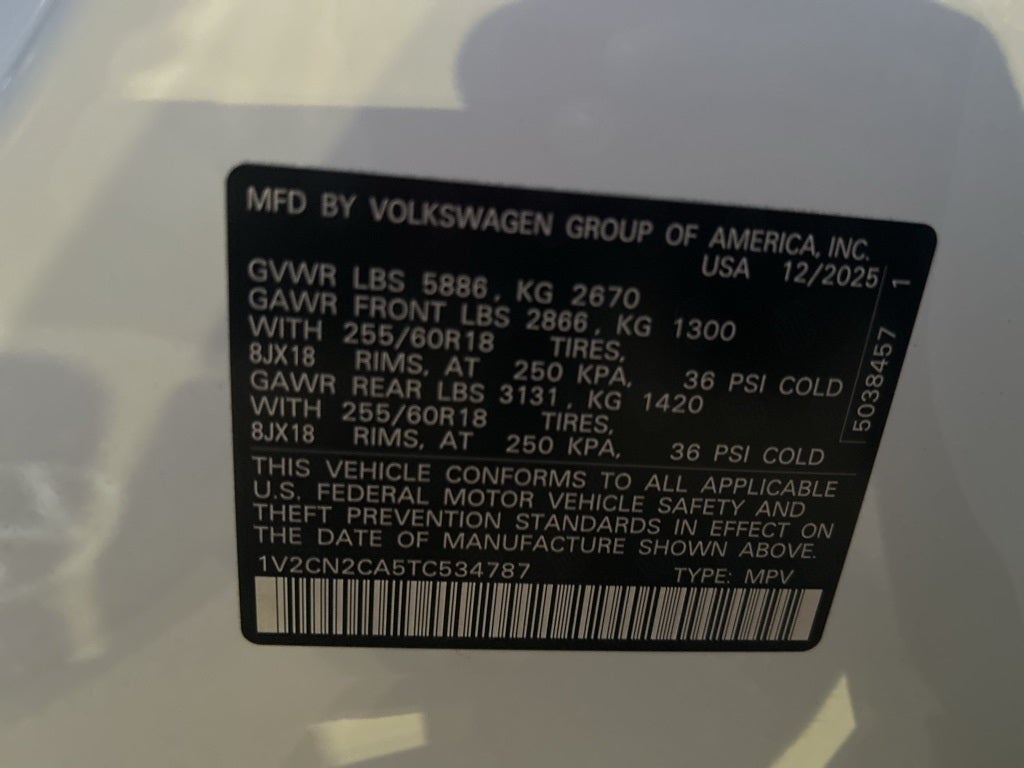 MFD BY VOLKSWAGEN GROUP OF AMERICA, INC.
USA 12/2025
GVWR LBS 5886, KG 2670
GAWR FRONT LBS 2866, KG 1300
WITH 255/60R18 TIRES,
8JX18 RIMS, AT 250 KPA, 36 PSI COLD
GAWR REAR LBS 3131, KG 1420
WITH 255/60R18 TIRES,
8JX18 RIMS, AT 250 KPA, 36 PSI COLD
5038457 1
THIS VEHICLE CONFORMS TO ALL APPLICABLE
U.S. FEDERAL MOTOR VEHICLE SAFETY AND
THEFT PREVENTION STANDARDS IN EFFECT ON
THE DATE OF MANUFACTURE SHOWN ABOVE.
1V2CN2CA5TC534787 TYPE: MPV